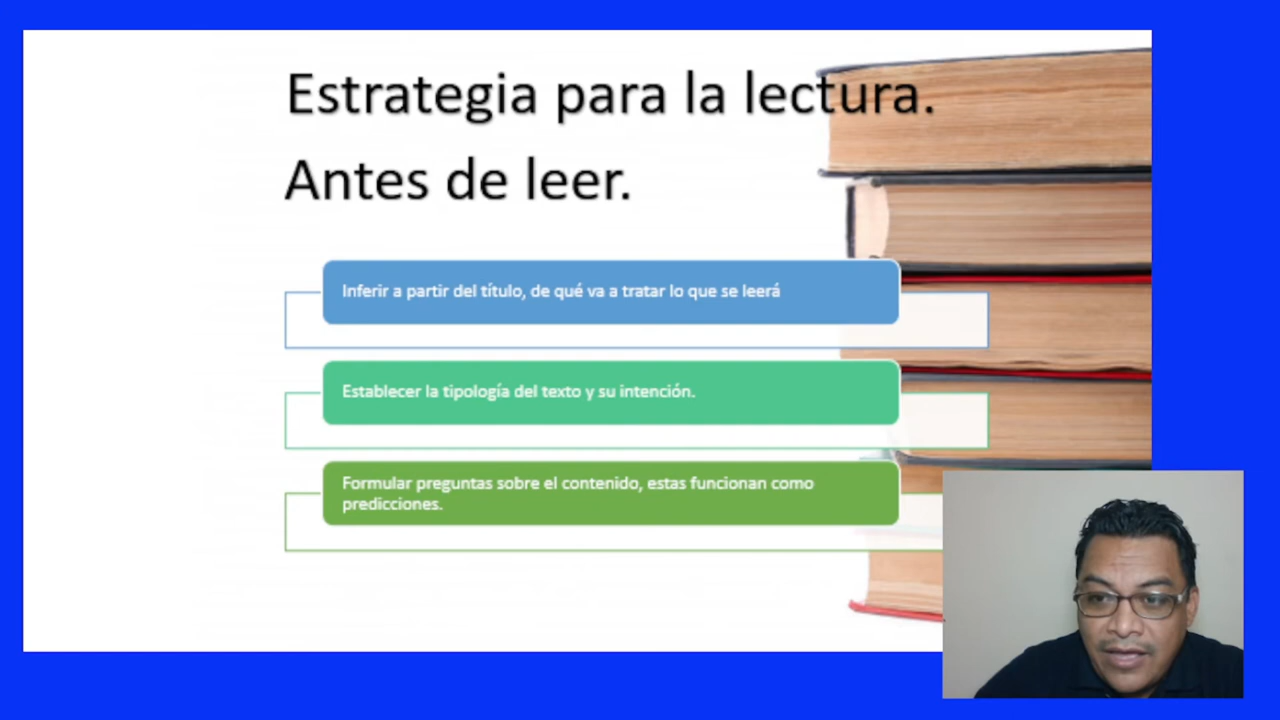 Estrategia para la lectura.
Antes de leer.
Inferir a partir del título, de qué va a tratar lo que se leerá
Establecer la tipología del texto y su intención.
Formular preguntas sobre el contenido, estas funcionan como
predicciones.